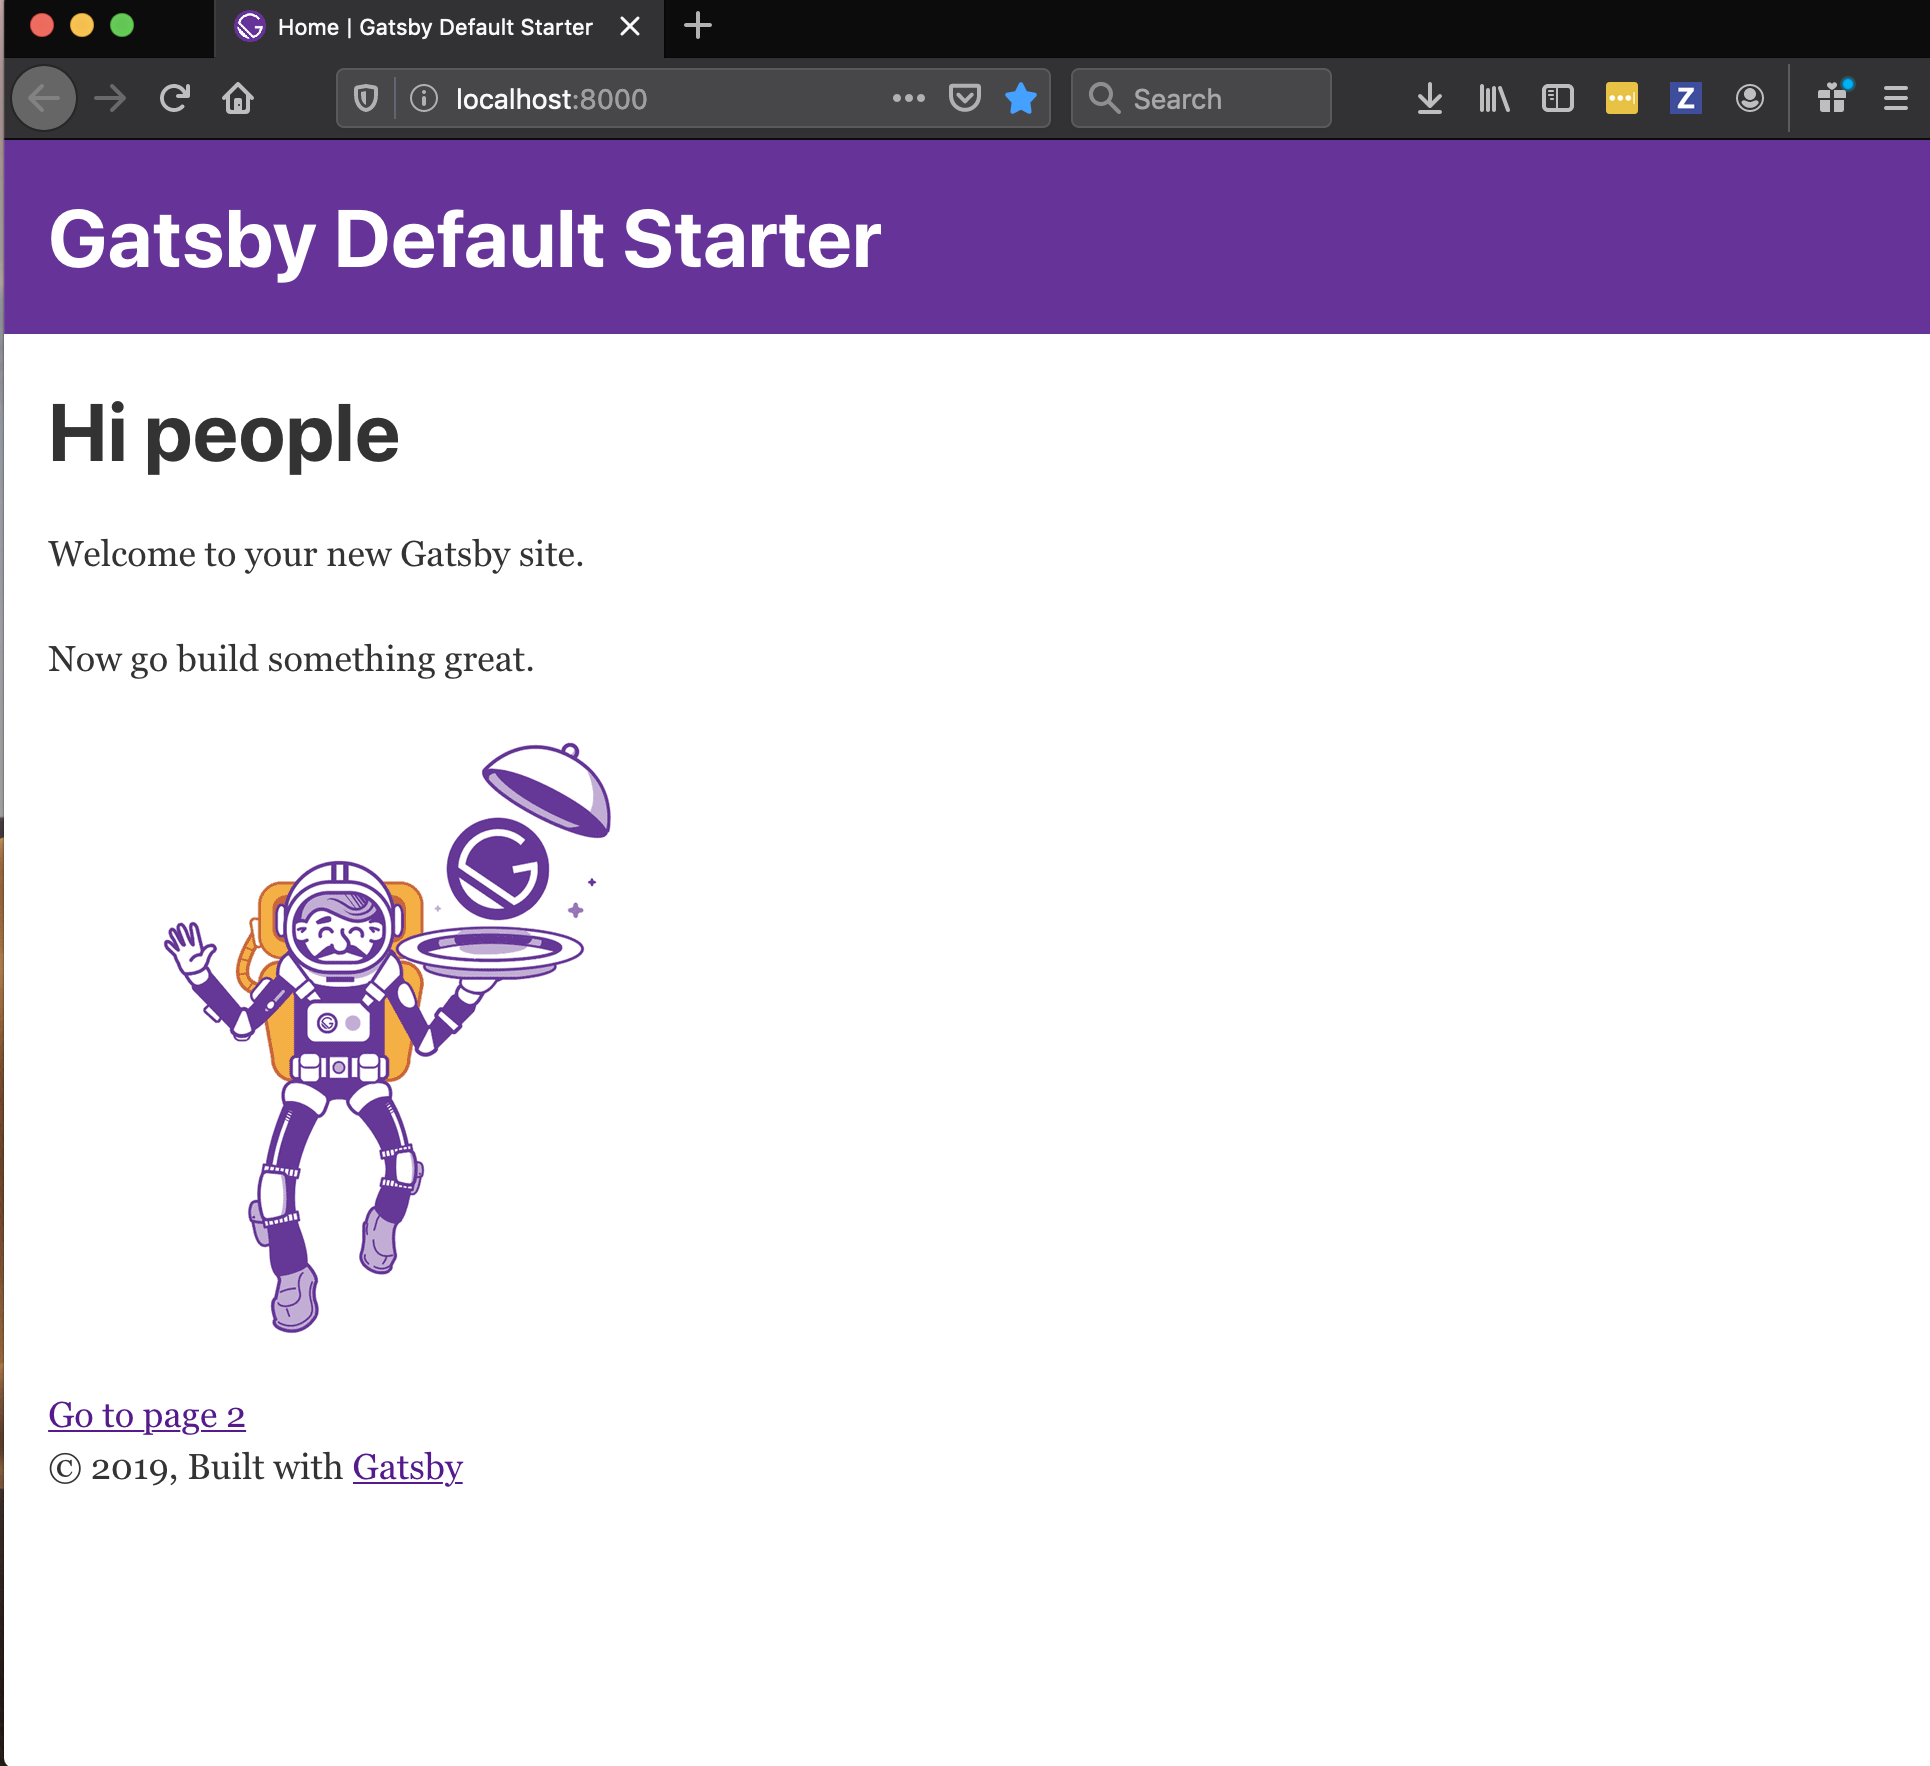 Home | Gatsby Default Starter
localhost:8000
Search
Z
Gatsby Default Starter
Hi people
Welcome to your new Gatsby site.
Now go build something great.
Go to page 2
© 2019, Built with Gatsby